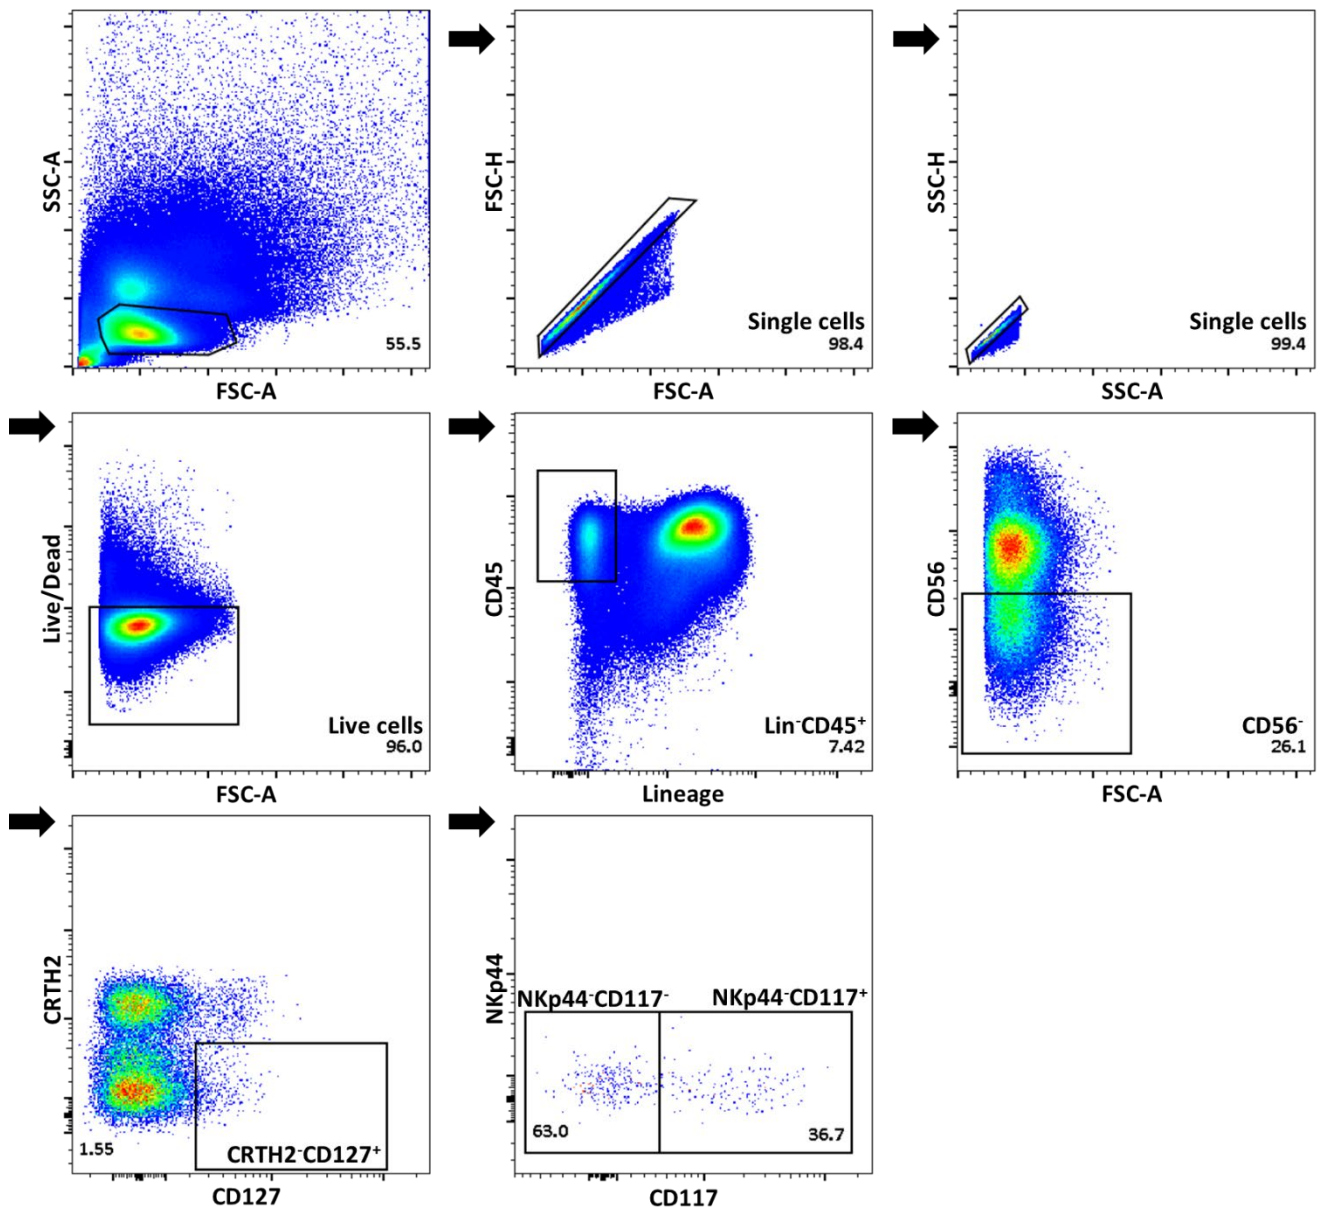 SSC-A
55.5
FSC-A
FSC-H
Single cells
98.4
FSC-A
SSC-H
Single cells
99.4
SSC-A
Live/Dead
Live cells
96.0
FSC-A
CD45
Lin⁻CD45⁺
7.42
Lineage
CD56
CD56⁻
26.1
FSC-A
CRTH2
1.55
CRTH2⁻CD127⁺
CD127
NKp44
NKp44⁻CD117⁻ NKp44⁻CD117⁺
63.0 36.7
CD117